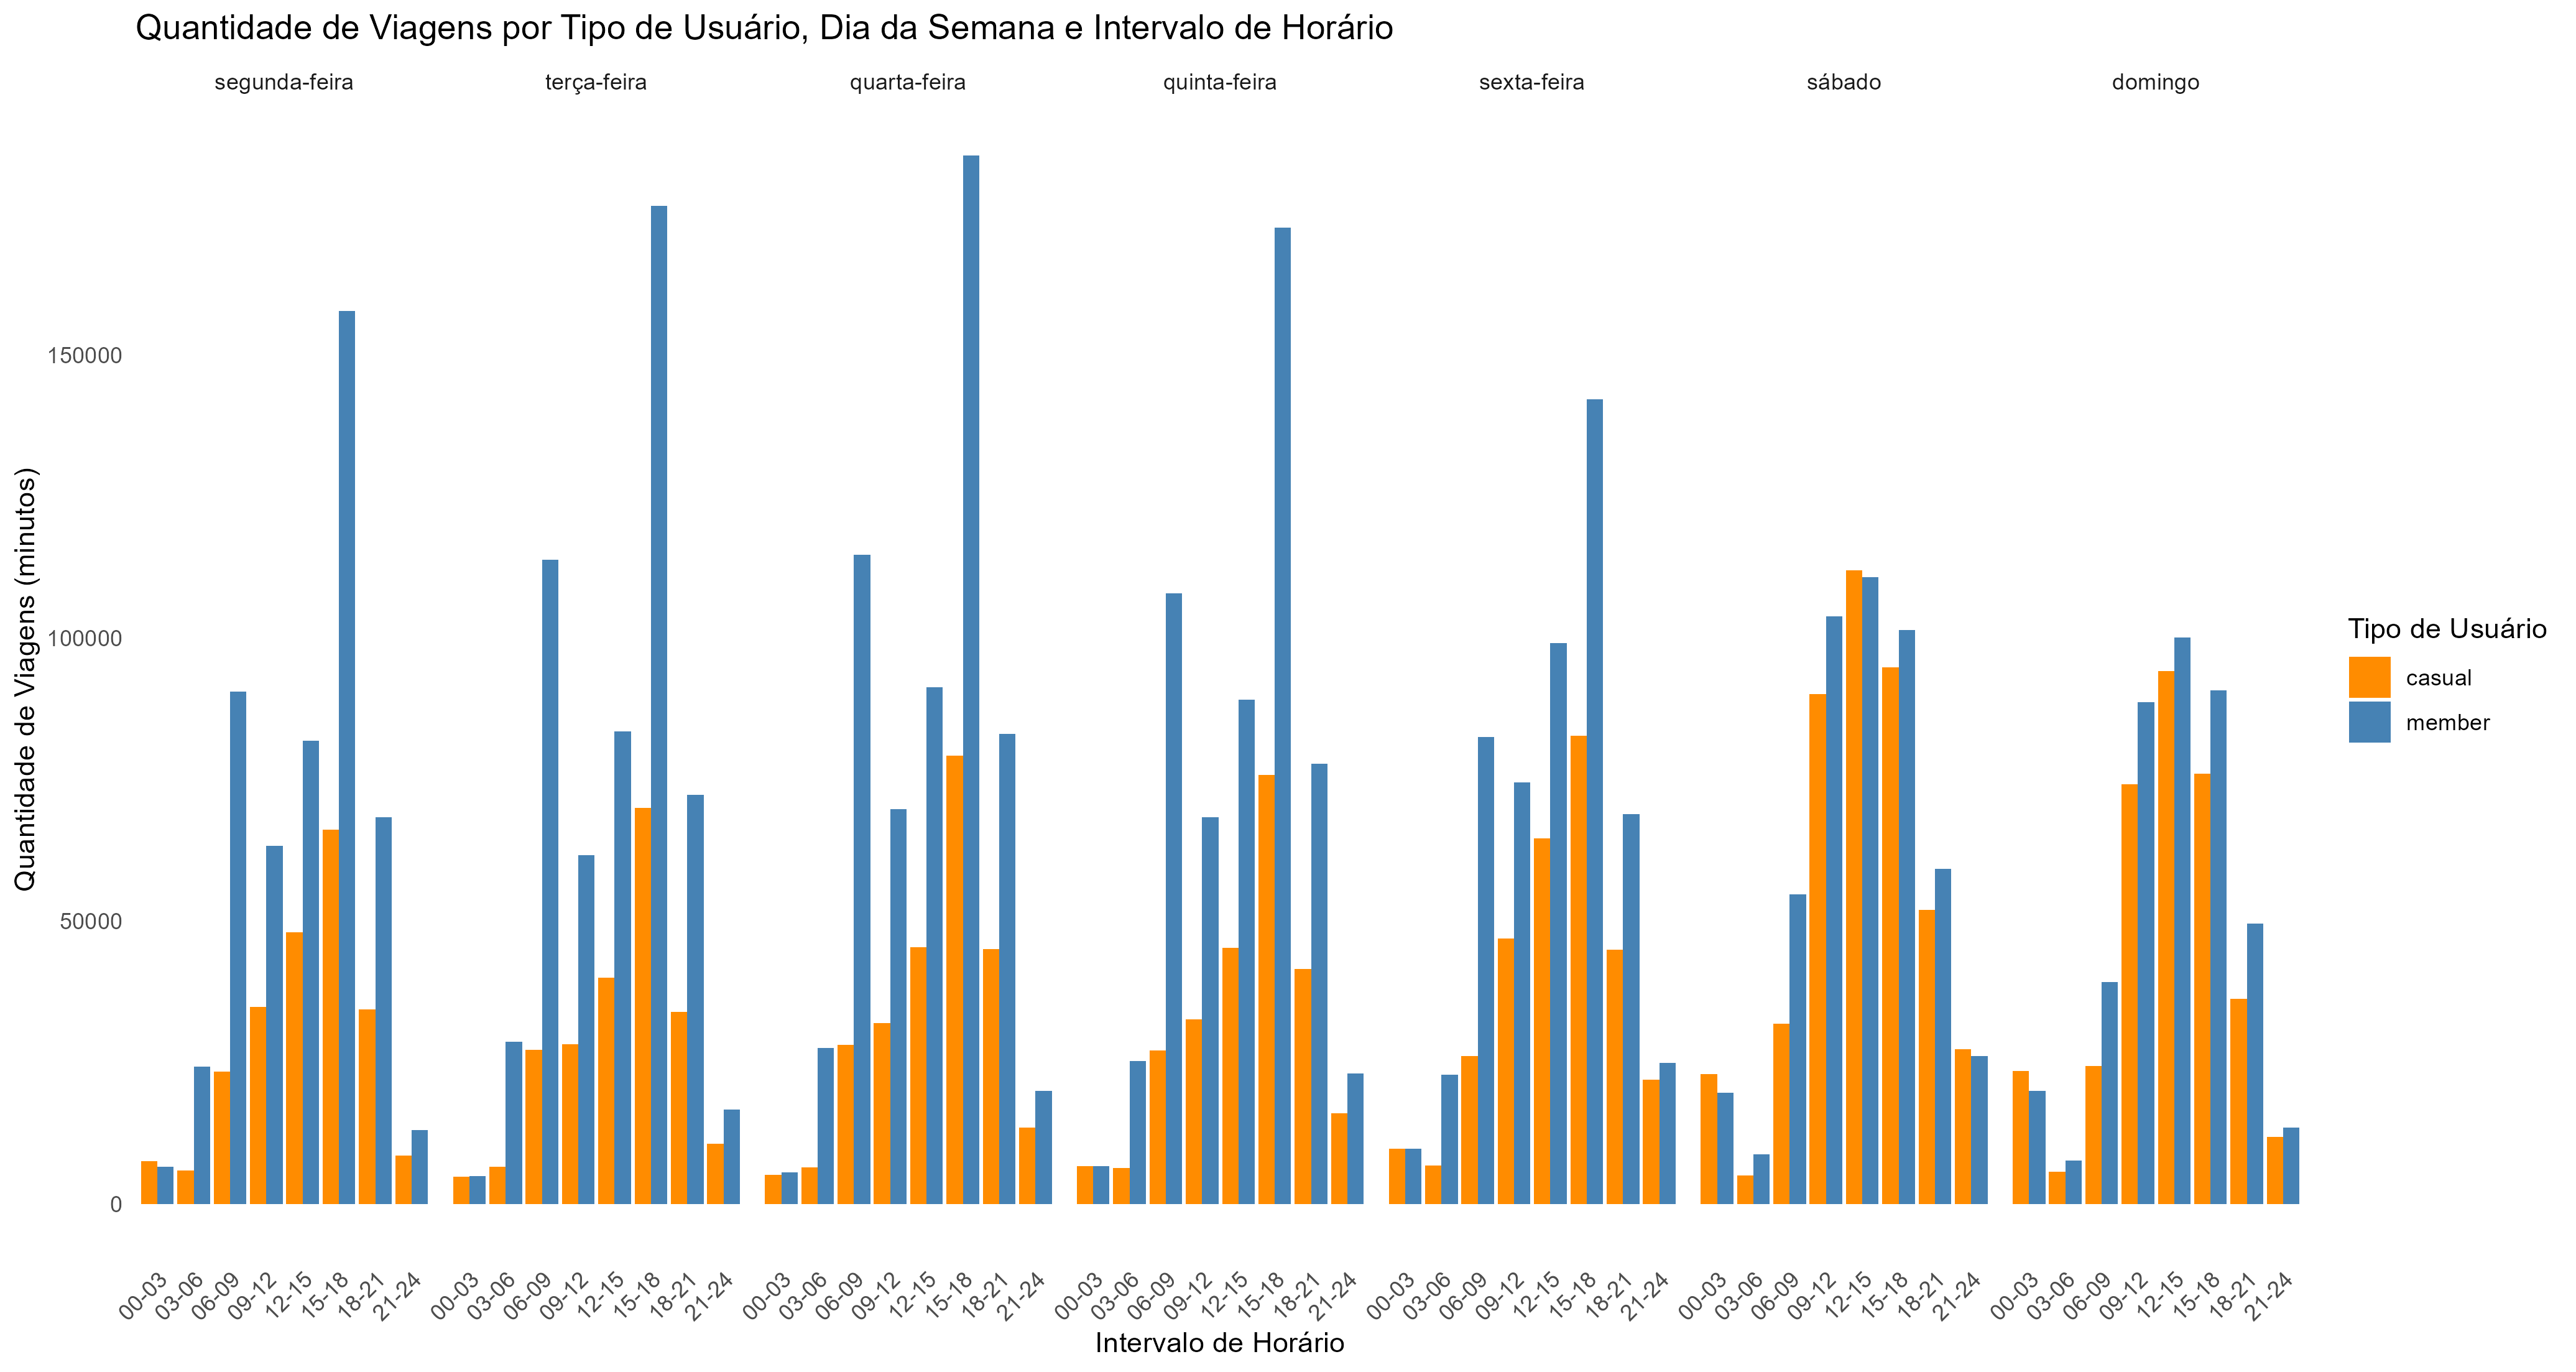 Quantidade de Viagens por Tipo de Usuário, Dia da Semana e Intervalo de Horário
segunda-feira terça-feira quarta-feira quinta-feira sexta-feira sábado domingo
Quantidade de Viagens (minutos)
150000
100000
50000
0
Tipo de Usuário
casual
member
00-03 03-06 06-09 09-12 12-15 15-18 18-21 21-24 00-03 03-06 06-09 09-12 12-15 15-18 18-21 21-24 00-03 03-06 06-09 09-12 12-15 15-18 18-21 21-24 00-03 03-06 06-09 09-12 12-15 15-18 18-21 21-24 00-03 03-06 06-09 09-12 12-15 15-18 18-21 21-24 00-03 03-06 06-09 09-12 12-15 15-18 18-21 21-24 00-03 03-06 06-09 09-12 12-15 15-18 18-21 21-24
Intervalo de Horário